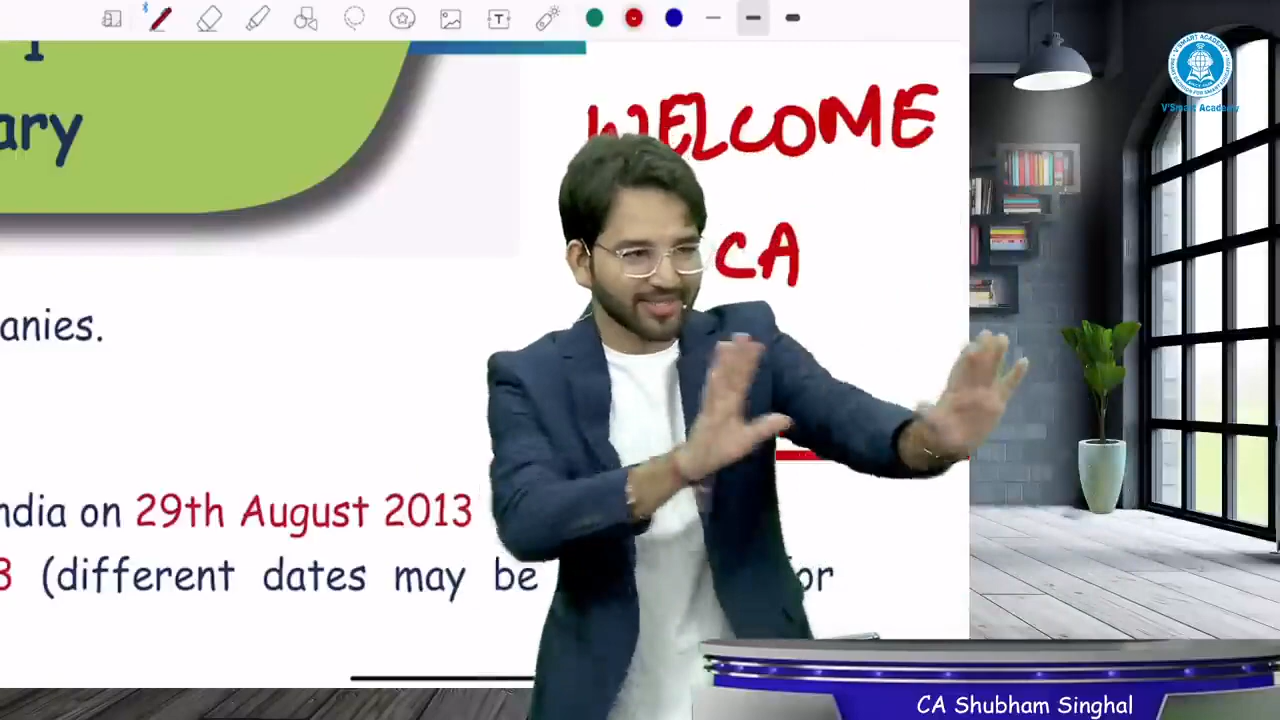 WELCOME
ary
CA
anies.
ndia on 29th August 2013
3 (different dates may be
or
V'Smart Academy
CA Shubham Singhal